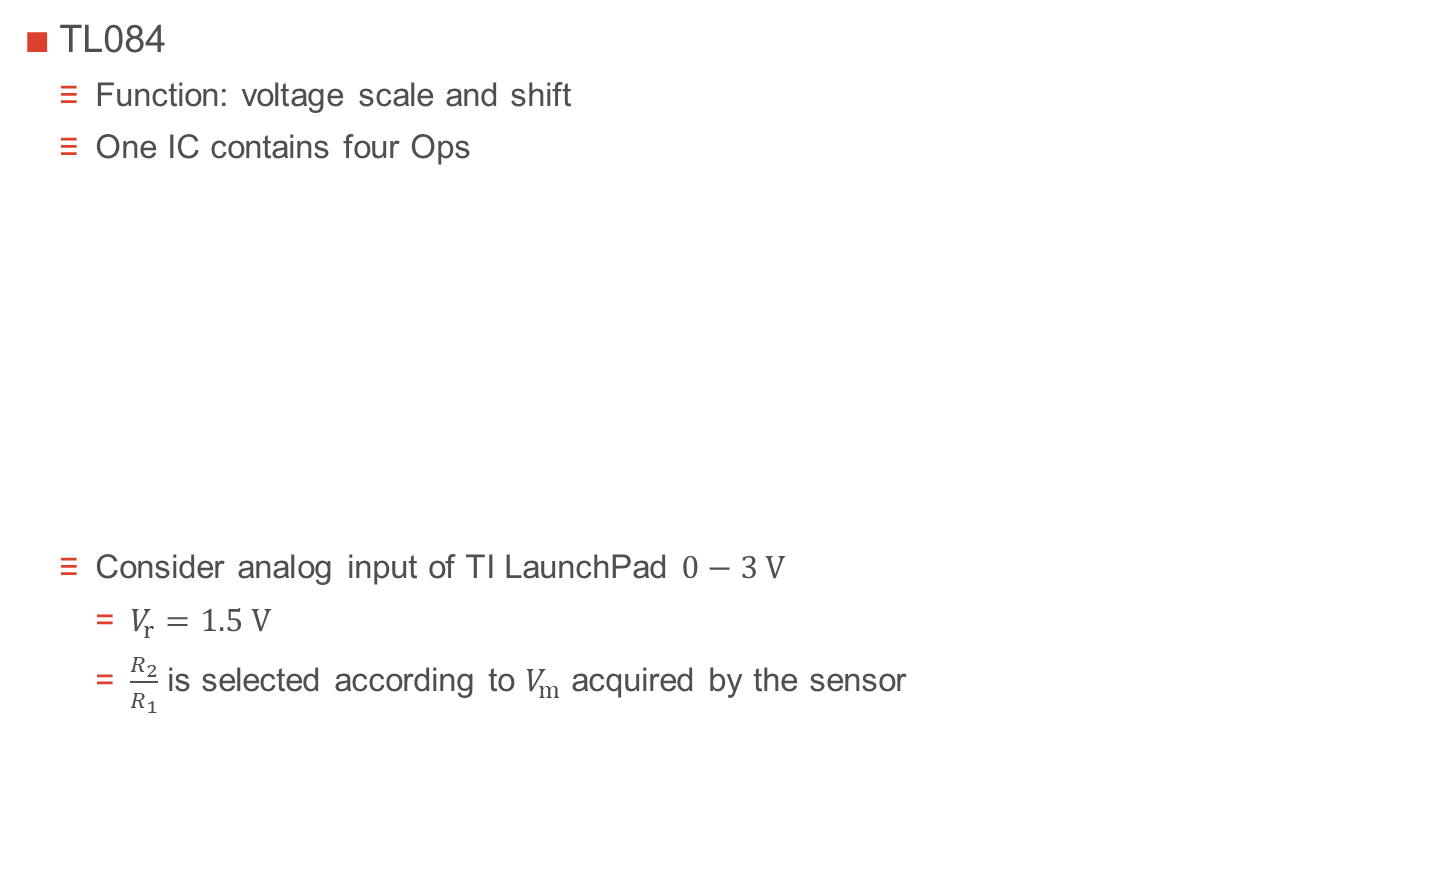 TL084
Function: voltage scale and shift
One IC contains four Ops
Consider analog input of TI LaunchPad 0 − 3 V
V_r = 1.5 V
R_2/R_1 is selected according to V_m acquired by the sensor